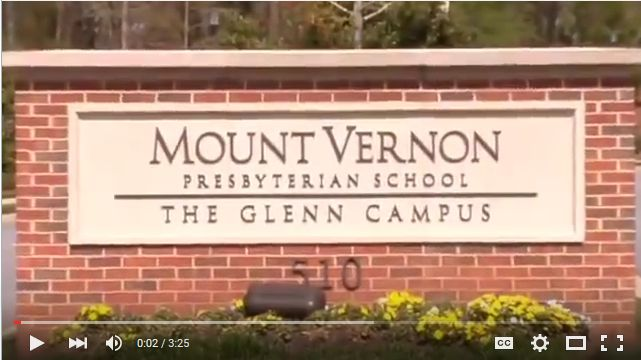 MOUNT VERNON
PRESBYTERIAN SCHOOL
THE GLENN CAMPUS
510
0:02 / 3:25
CC